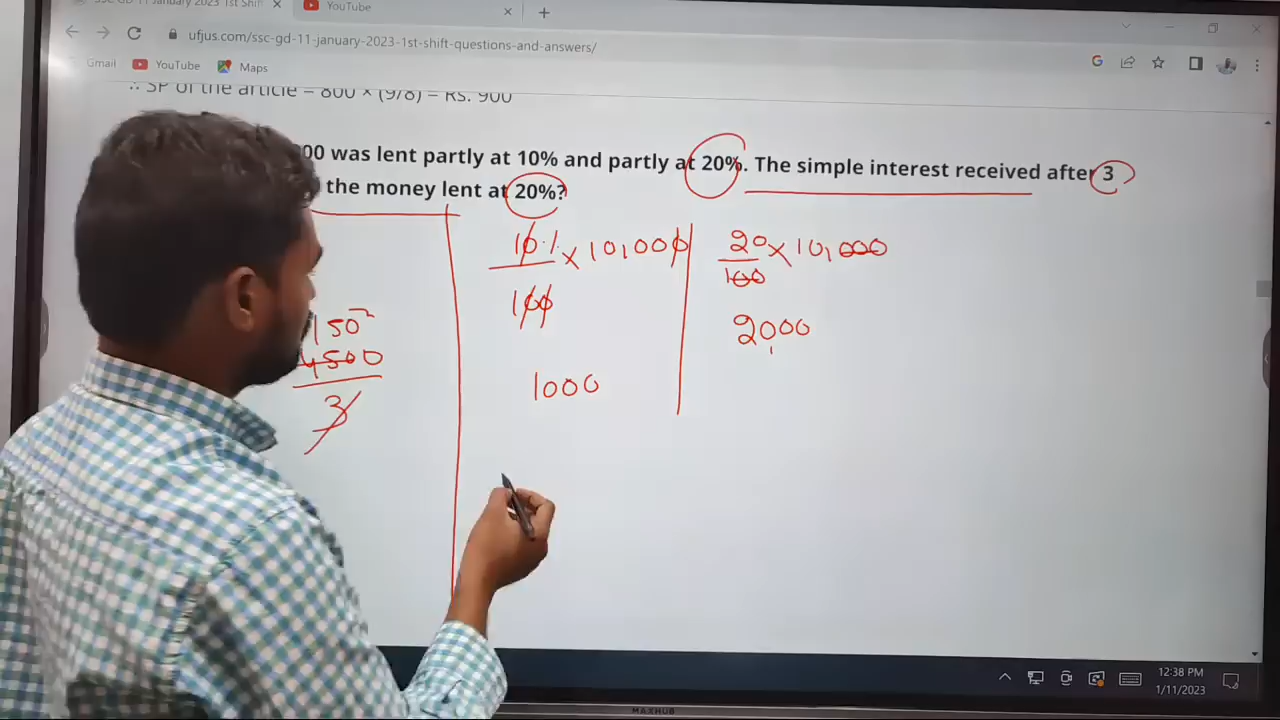 YouTube
ufjus.com/ssc-gd-11-january-2023-1st-shift-questions-and-answers/
Gmail YouTube Maps
∴ SP of the article = 800 × (9/8) = Rs. 900
00 was lent partly at 10% and partly at 20%. The simple interest received after 3
the money lent at 20%?
10% × 10,000
100
1000
20 × 10,000
100
2000
150
4500
3
12:38 PM
1/11/2023
MAXHUB